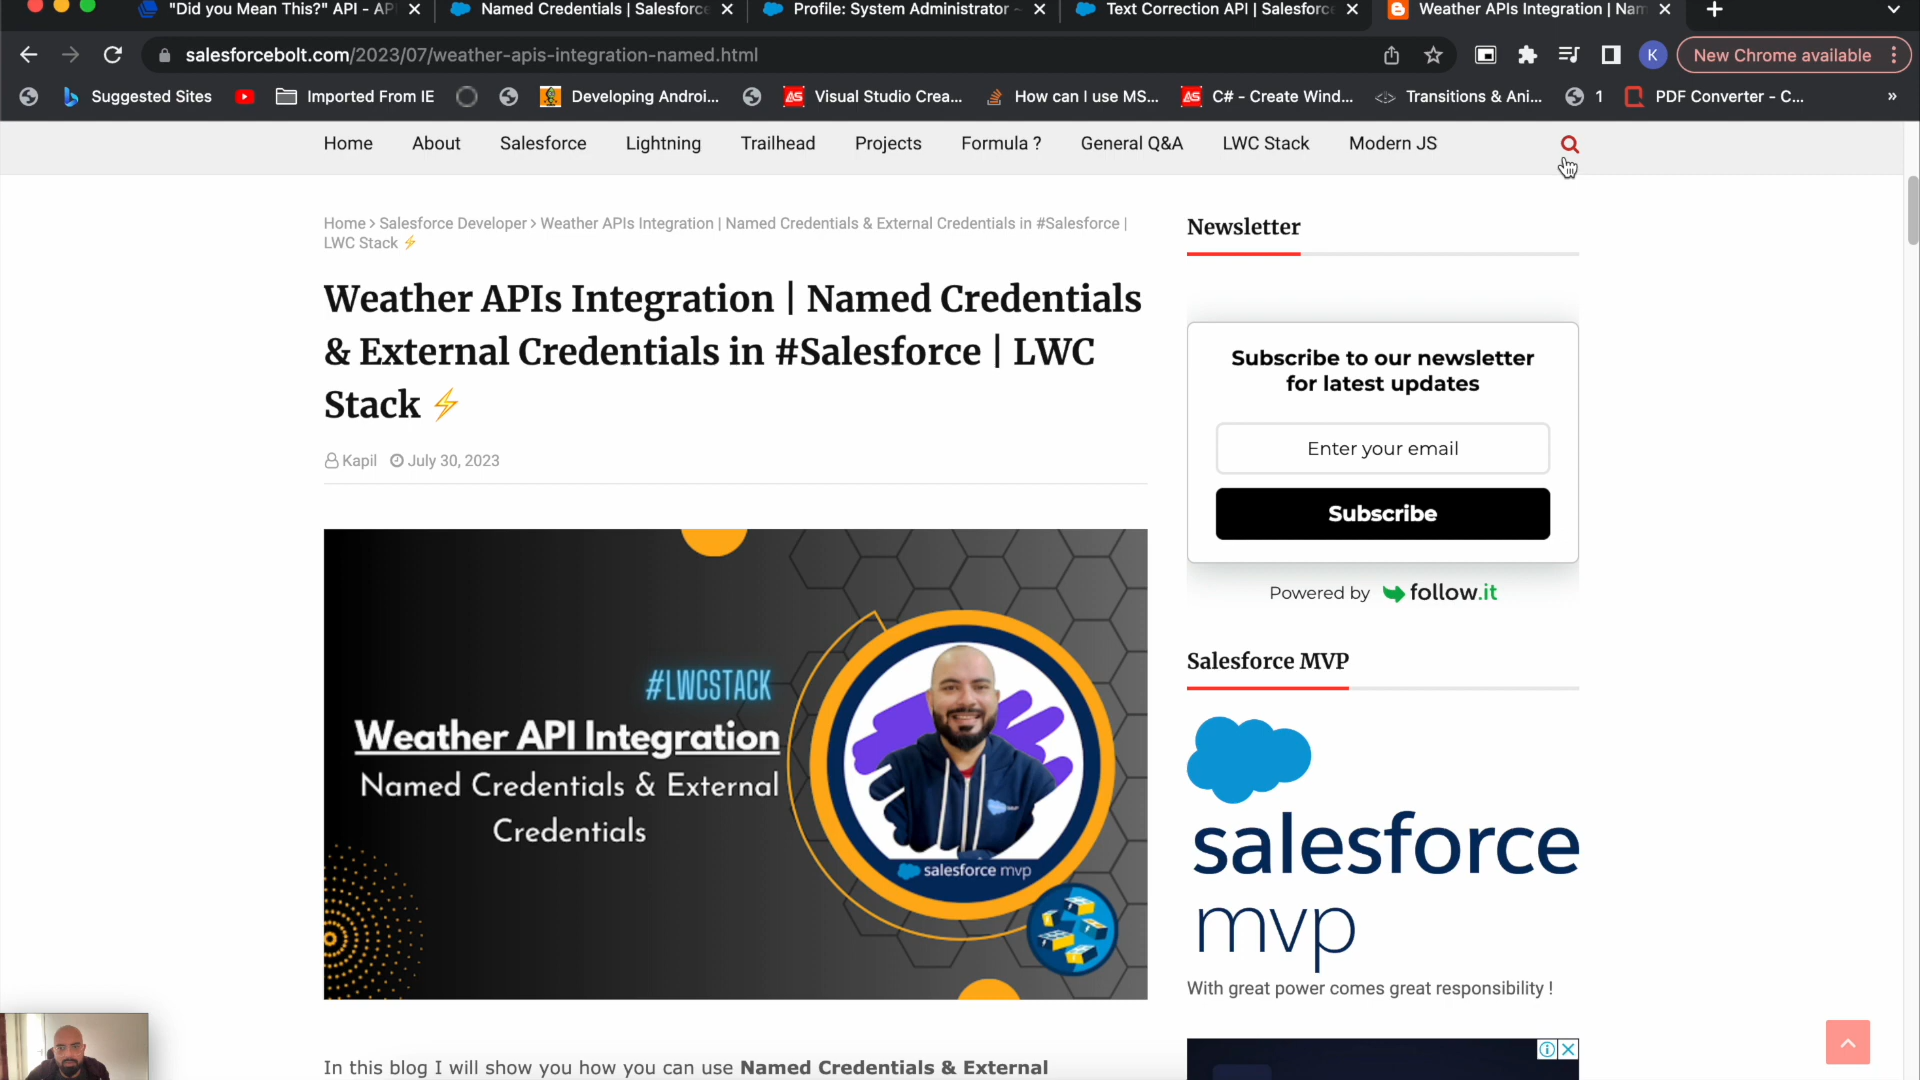 "Did you Mean This?" API - AP
Named Credentials | Salesforce
Profile: System Administrator ~
Text Correction API | Salesforce
Weather APIs Integration | Nam
salesforcebolt.com/2023/07/weather-apis-integration-named.html
K
New Chrome available
Suggested Sites
Imported From IE
Developing Androi...
Visual Studio Crea...
How can I use MS...
C# - Create Wind...
Transitions & Ani...
1
PDF Converter - C...
»
Home
About
Salesforce
Lightning
Trailhead
Projects
Formula ?
General Q&A
LWC Stack
Modern JS
Home > Salesforce Developer > Weather APIs Integration | Named Credentials & External Credentials in #Salesforce |
LWC Stack ⚡
Weather APIs Integration | Named Credentials
& External Credentials in #Salesforce | LWC
Stack ⚡
Kapil July 30, 2023
#LWCSTACK
Weather API Integration
Named Credentials & External
Credentials
salesforce mvp
In this blog I will show you how you can use Named Credentials & External
Newsletter
Subscribe to our newsletter
for latest updates
Enter your email
Subscribe
Powered by follow.it
Salesforce MVP
salesforce
mvp
With great power comes great responsibility !